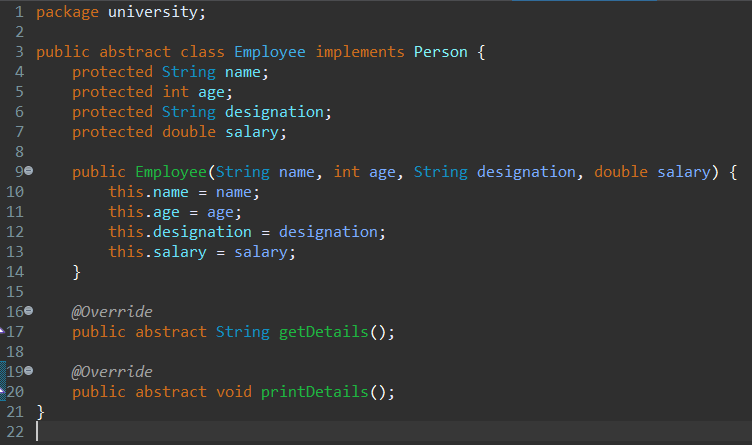 1 package university;
2
3 public abstract class Employee implements Person {
4     protected String name;
5     protected int age;
6     protected String designation;
7     protected double salary;
8
9     public Employee(String name, int age, String designation, double salary) {
10         this.name = name;
11         this.age = age;
12         this.designation = designation;
13         this.salary = salary;
14     }
15
16     @Override
17     public abstract String getDetails();
18
19     @Override
20     public abstract void printDetails();
21 }
22